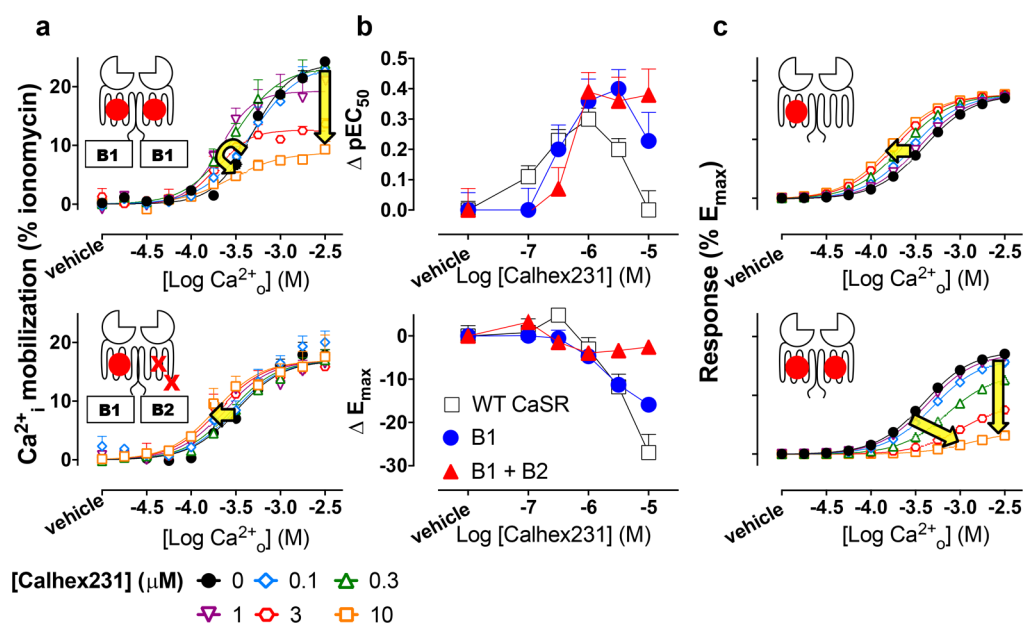 a
b
c
Ca²⁺ᵢ mobilization (% ionomycin)
20
10
0
B1 B1
vehicle -4.5 -4.0 -3.5 -3.0 -2.5
[Log Ca²⁺ₒ] (M)
20
10
0
B1 B2
X
X
vehicle -4.5 -4.0 -3.5 -3.0 -2.5
[Log Ca²⁺ₒ] (M)
Δ pEC₅₀
0.5
0.4
0.3
0.2
0.1
0.0
vehicle -7 -6 -5
Log [Calhex231] (M)
Δ Eₘₐₓ
0
-10
-20
-30
WT CaSR
B1
B1 + B2
vehicle -7 -6 -5
Log [Calhex231] (M)
Response (% Eₘₐₓ)
vehicle -4.5 -4.0 -3.5 -3.0 -2.5
[Log Ca²⁺ₒ] (M)
vehicle -4.5 -4.0 -3.5 -3.0 -2.5
[Log Ca²⁺ₒ] (M)
[Calhex231] (μM) 0 0.1 0.3
1 3 10